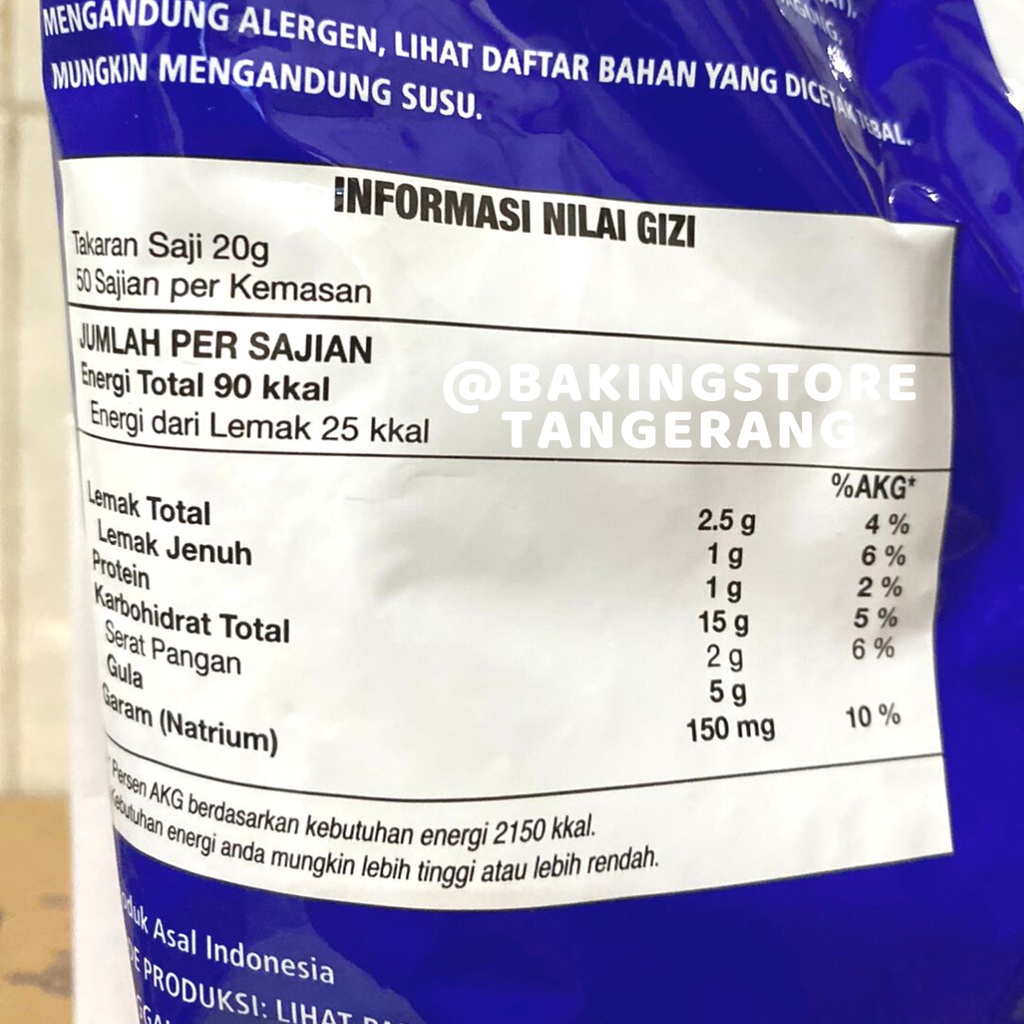 MENGANDUNG ALERGEN, LIHAT DAFTAR BAHAN YANG DICETAK TEBAL.
MUNGKIN MENGANDUNG SUSU.
INFORMASI NILAI GIZI
Takaran Saji 20g
50 Sajian per Kemasan
JUMLAH PER SAJIAN
Energi Total 90 kkal
Energi dari Lemak 25 kkal
@BAKINGSTORE
TANGERANG
%AKG*
Lemak Total 2.5 g 4 %
Lemak Jenuh 1 g 6 %
Protein 1 g 2 %
Karbohidrat Total 15 g 5 %
Serat Pangan 2 g 6 %
Gula 5 g
Garam (Natrium) 150 mg 10 %
*Persen AKG berdasarkan kebutuhan energi 2150 kkal.
Kebutuhan energi anda mungkin lebih tinggi atau lebih rendah.
Asal Indonesia
PRODUKSI: LIHAT